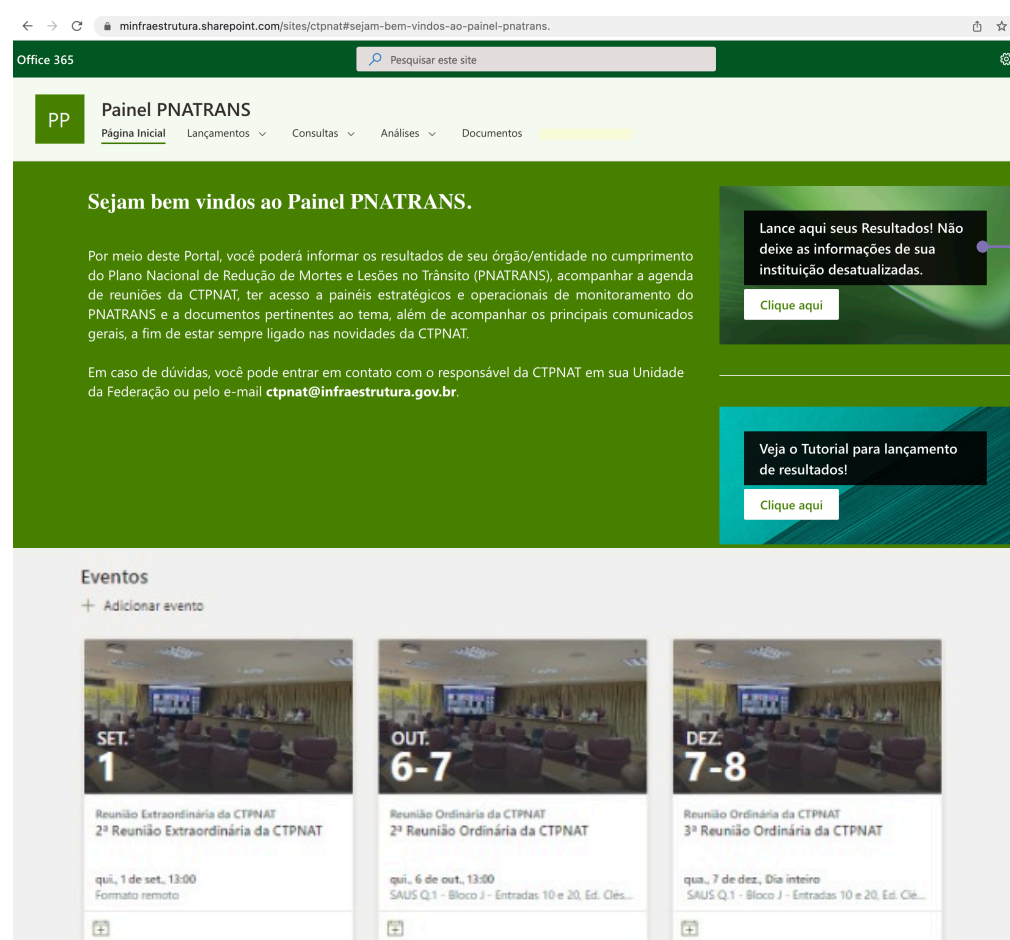 minfraestrutura.sharepoint.com/sites/ctpnat#sejam-bem-vindos-ao-painel-pnatrans.
Office 365
Pesquisar este site
PP
Painel PNATRANS
Página Inicial Lançamentos Consultas Análises Documentos
Sejam bem vindos ao Painel PNATRANS.
Por meio deste Portal, você poderá informar os resultados de seu órgão/entidade no cumprimento
do Plano Nacional de Redução de Mortes e Lesões no Trânsito (PNATRANS), acompanhar a agenda
de reuniões da CTPNAT, ter acesso a painéis estratégicos e operacionais de monitoramento do
PNATRANS e a documentos pertinentes ao tema, além de acompanhar os principais comunicados
gerais, a fim de estar sempre ligado nas novidades da CTPNAT.
Em caso de dúvidas, você pode entrar em contato com o responsável da CTPNAT em sua Unidade
da Federação ou pelo e-mail ctpnat@infraestrutura.gov.br.
Lance aqui seus Resultados! Não
deixe as informações de sua
instituição desatualizadas.
Clique aqui
Veja o Tutorial para lançamento
de resultados!
Clique aqui
Eventos
+ Adicionar evento
SET.
1
Reunião Extraordinária da CTPNAT
2ª Reunião Extraordinária da CTPNAT
qui., 1 de set., 13:00
Formato remoto
OUT.
6-7
Reunião Ordinária da CTPNAT
2ª Reunião Ordinária da CTPNAT
qui., 6 de out., 13:00
SAUS Q.1 - Bloco J - Entradas 10 e 20, Ed. Clés...
DEZ.
7-8
Reunião Ordinária da CTPNAT
3ª Reunião Ordinária da CTPNAT
qua., 7 de dez., Dia inteiro
SAUS Q.1 - Bloco J - Entradas 10 e 20, Ed. Clé...